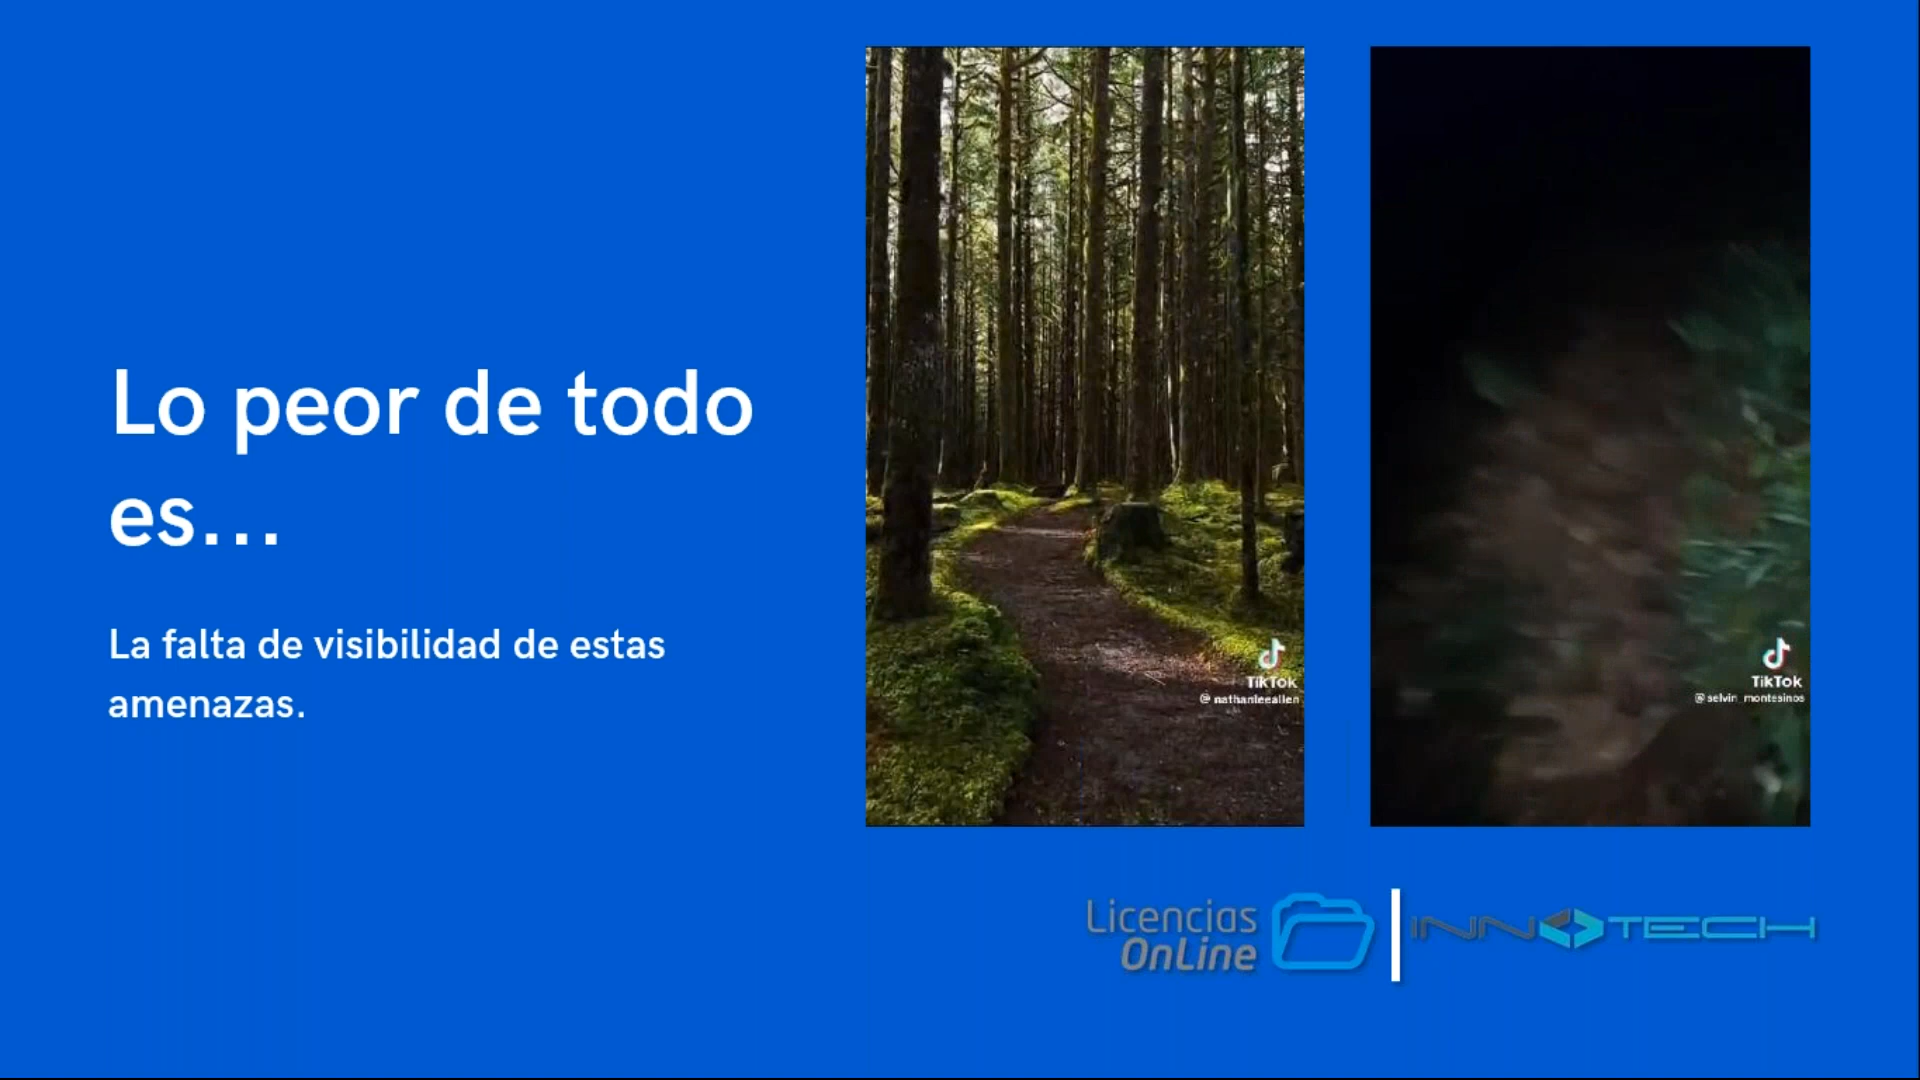 Lo peor de todo
es...
La falta de visibilidad de estas
amenazas.
TikTok
@nathanleeallen
TikTok
@selvin_montesinos
Licencias
OnLine
INNOTECH